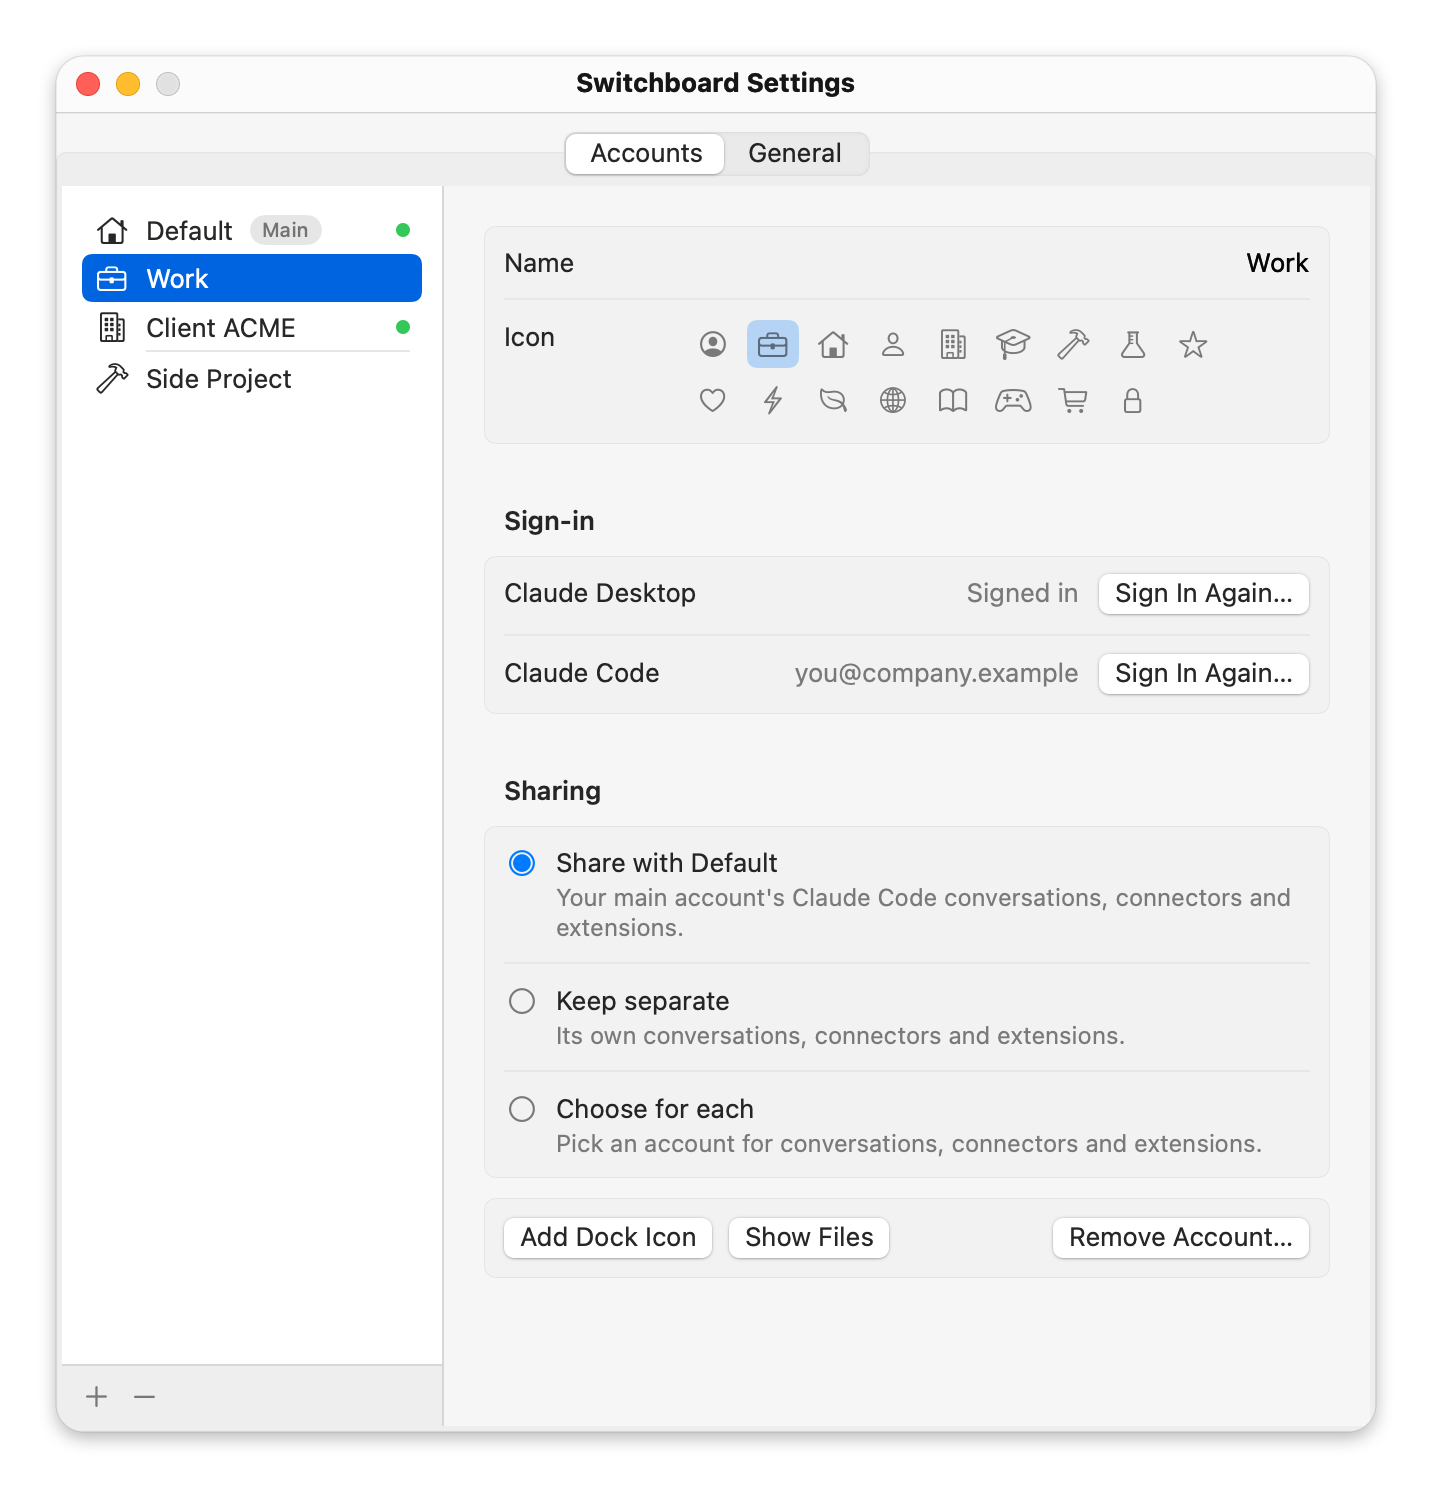 Switchboard Settings
Accounts
General
Default
Main
Work
Client ACME
Side Project
Name
Work
Icon
Sign-in
Claude Desktop
Signed in
Sign In Again...
Claude Code
you@company.example
Sign In Again...
Sharing
Share with Default
Your main account's Claude Code conversations, connectors and
extensions.
Keep separate
Its own conversations, connectors and extensions.
Choose for each
Pick an account for conversations, connectors and extensions.
Add Dock Icon
Show Files
Remove Account...